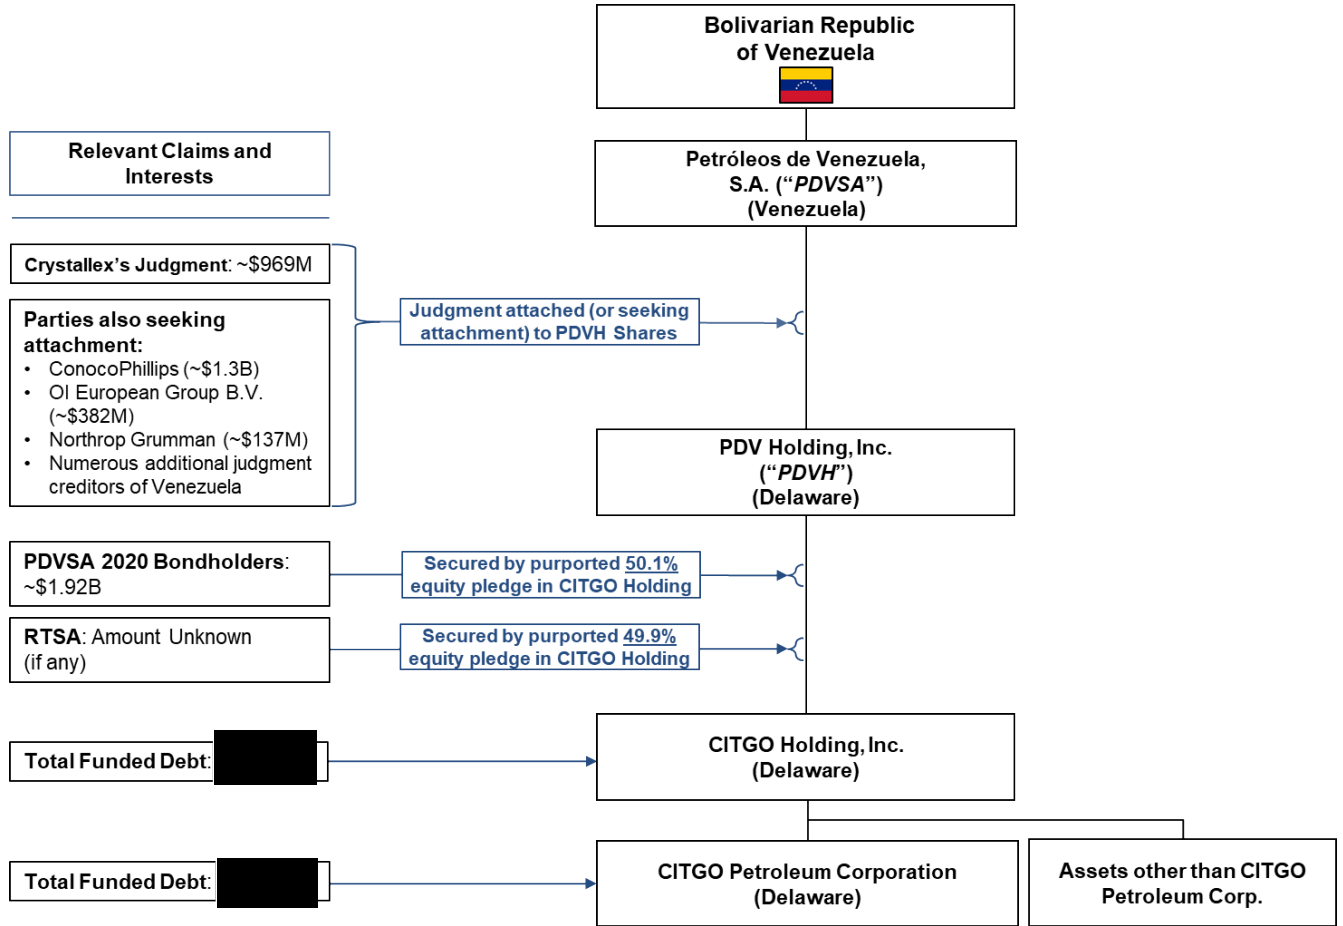 Bolivarian Republic
of Venezuela
Relevant Claims and
Interests
Petróleos de Venezuela,
S.A. (“PDVSA”)
(Venezuela)
Crystallex’s Judgment: ~$969M
Parties also seeking
attachment:
• ConocoPhillips (~$1.3B)
• OI European Group B.V.
(~$382M)
• Northrop Grumman (~$137M)
• Numerous additional judgment
creditors of Venezuela
Judgment attached (or seeking
attachment) to PDVH Shares
PDV Holding, Inc.
(“PDVH”)
(Delaware)
PDVSA 2020 Bondholders:
~$1.92B
Secured by purported 50.1%
equity pledge in CITGO Holding
RTSA: Amount Unknown
(if any)
Secured by purported 49.9%
equity pledge in CITGO Holding
Total Funded Debt:
CITGO Holding, Inc.
(Delaware)
Total Funded Debt:
CITGO Petroleum Corporation
(Delaware)
Assets other than CITGO
Petroleum Corp.